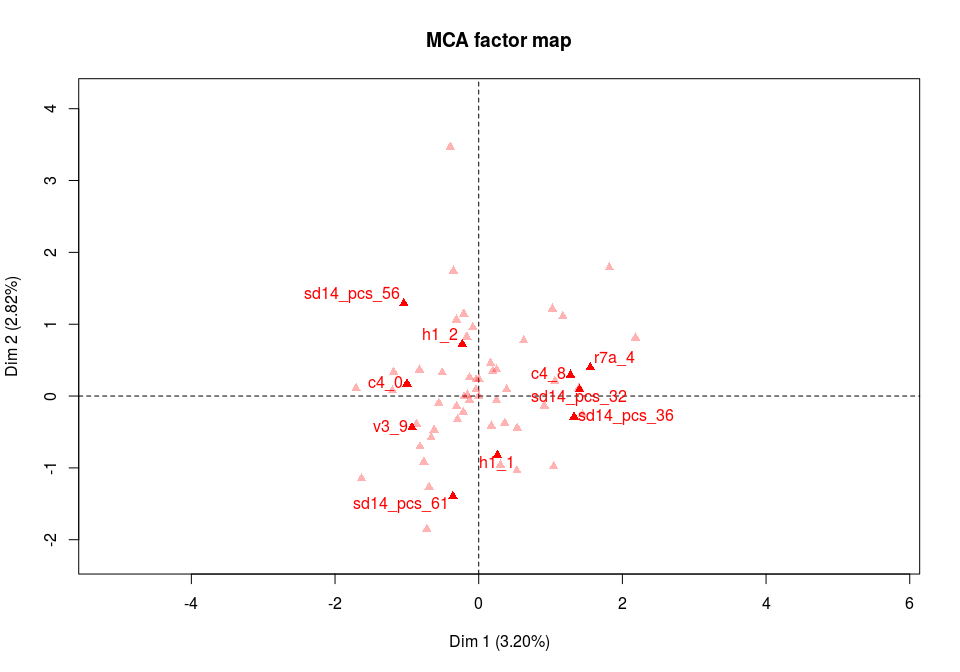 MCA factor map
4
3
2
1
0
-1
-2
Dim 2 (2.82%)
sd14_pcs_56
h1_2
r7a_4
c4_8
c4_0
sd14_pcs_32
sd14_pcs_36
v3_9
h1_1
sd14_pcs_61
-4
-2
0
2
4
6
Dim 1 (3.20%)